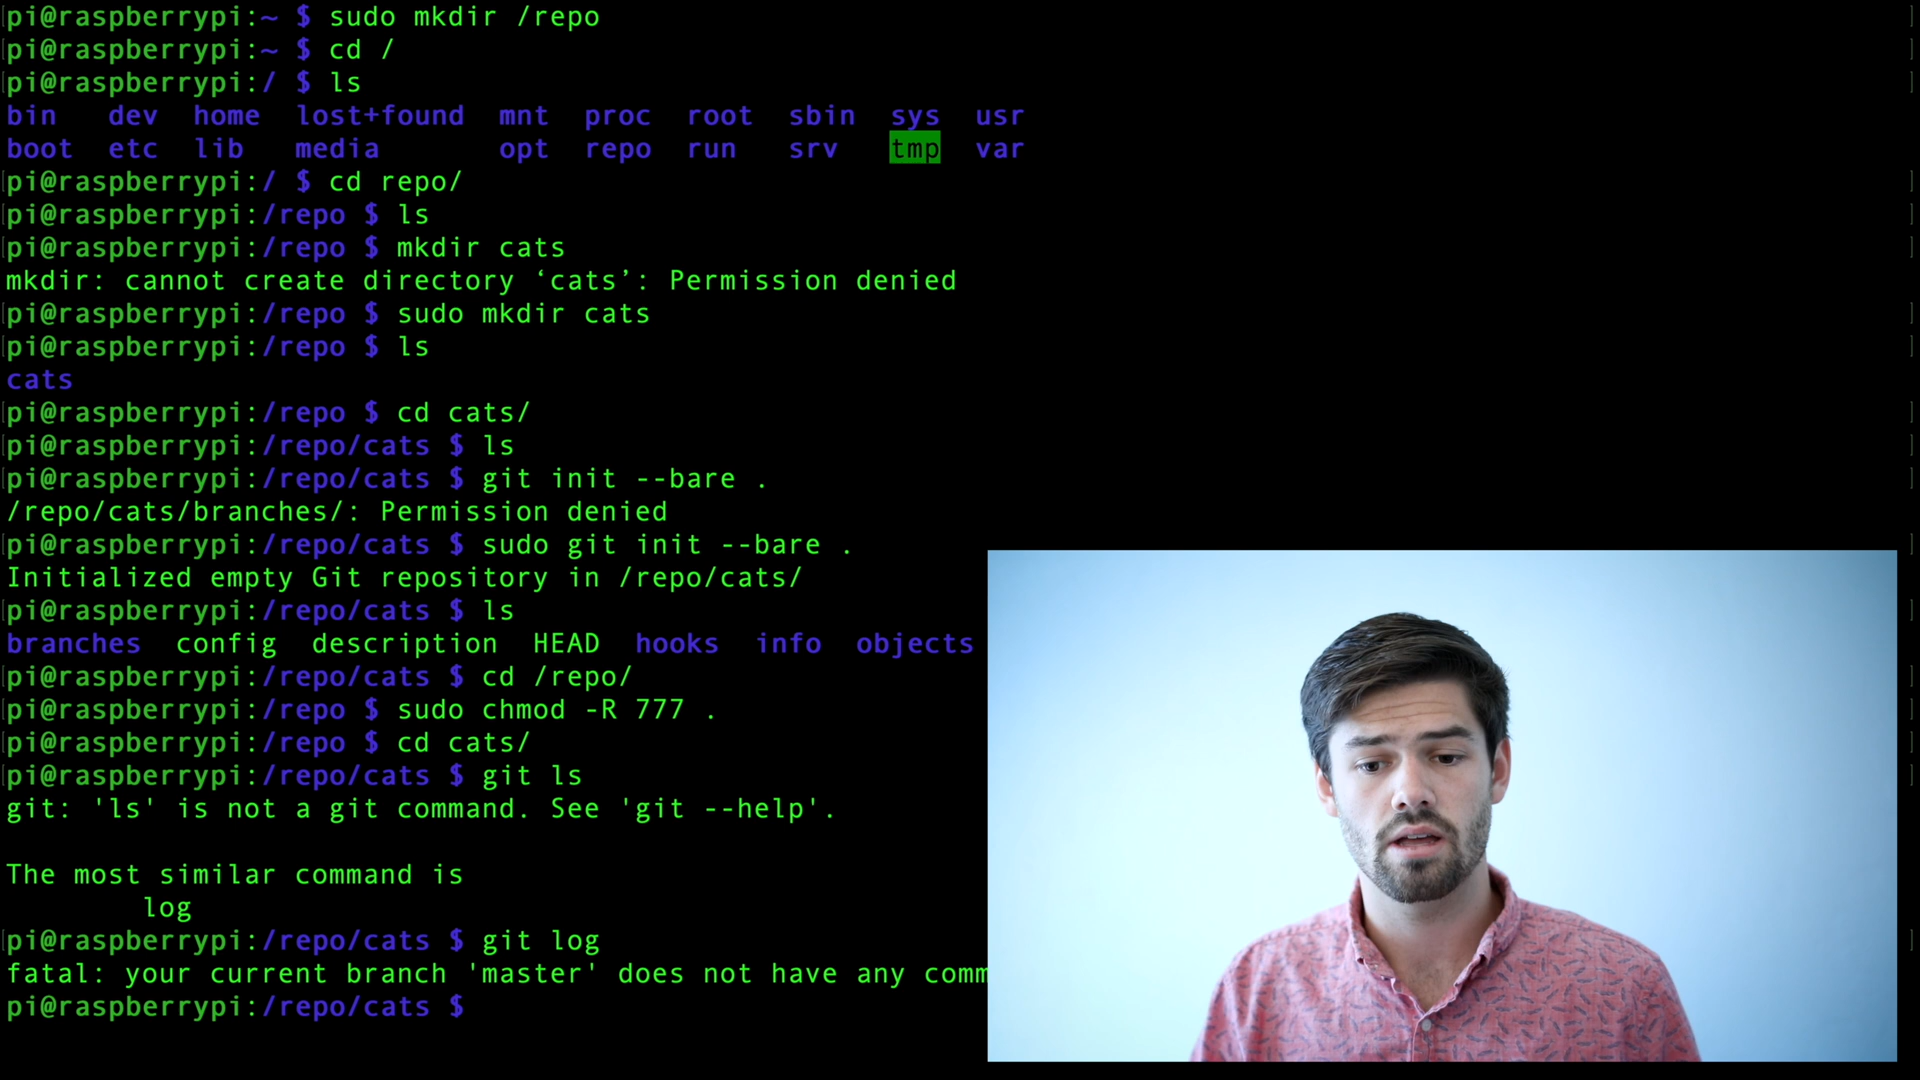 pi@raspberrypi:~ $ sudo mkdir /repo
pi@raspberrypi:~ $ cd /
pi@raspberrypi:/ $ ls
bin dev home lost+found mnt proc root sbin sys usr
boot etc lib media opt repo run srv tmp var
pi@raspberrypi:/ $ cd repo/
pi@raspberrypi:/repo $ ls
pi@raspberrypi:/repo $ mkdir cats
mkdir: cannot create directory ‘cats’: Permission denied
pi@raspberrypi:/repo $ sudo mkdir cats
pi@raspberrypi:/repo $ ls
cats
pi@raspberrypi:/repo $ cd cats/
pi@raspberrypi:/repo/cats $ ls
pi@raspberrypi:/repo/cats $ git init --bare .
/repo/cats/branches/: Permission denied
pi@raspberrypi:/repo/cats $ sudo git init --bare .
Initialized empty Git repository in /repo/cats/
pi@raspberrypi:/repo/cats $ ls
branches config description HEAD hooks info objects
pi@raspberrypi:/repo/cats $ cd /repo/
pi@raspberrypi:/repo $ sudo chmod -R 777 .
pi@raspberrypi:/repo $ cd cats/
pi@raspberrypi:/repo/cats $ git ls
git: 'ls' is not a git command. See 'git --help'.
The most similar command is
log
pi@raspberrypi:/repo/cats $ git log
fatal: your current branch 'master' does not have any comm
pi@raspberrypi:/repo/cats $